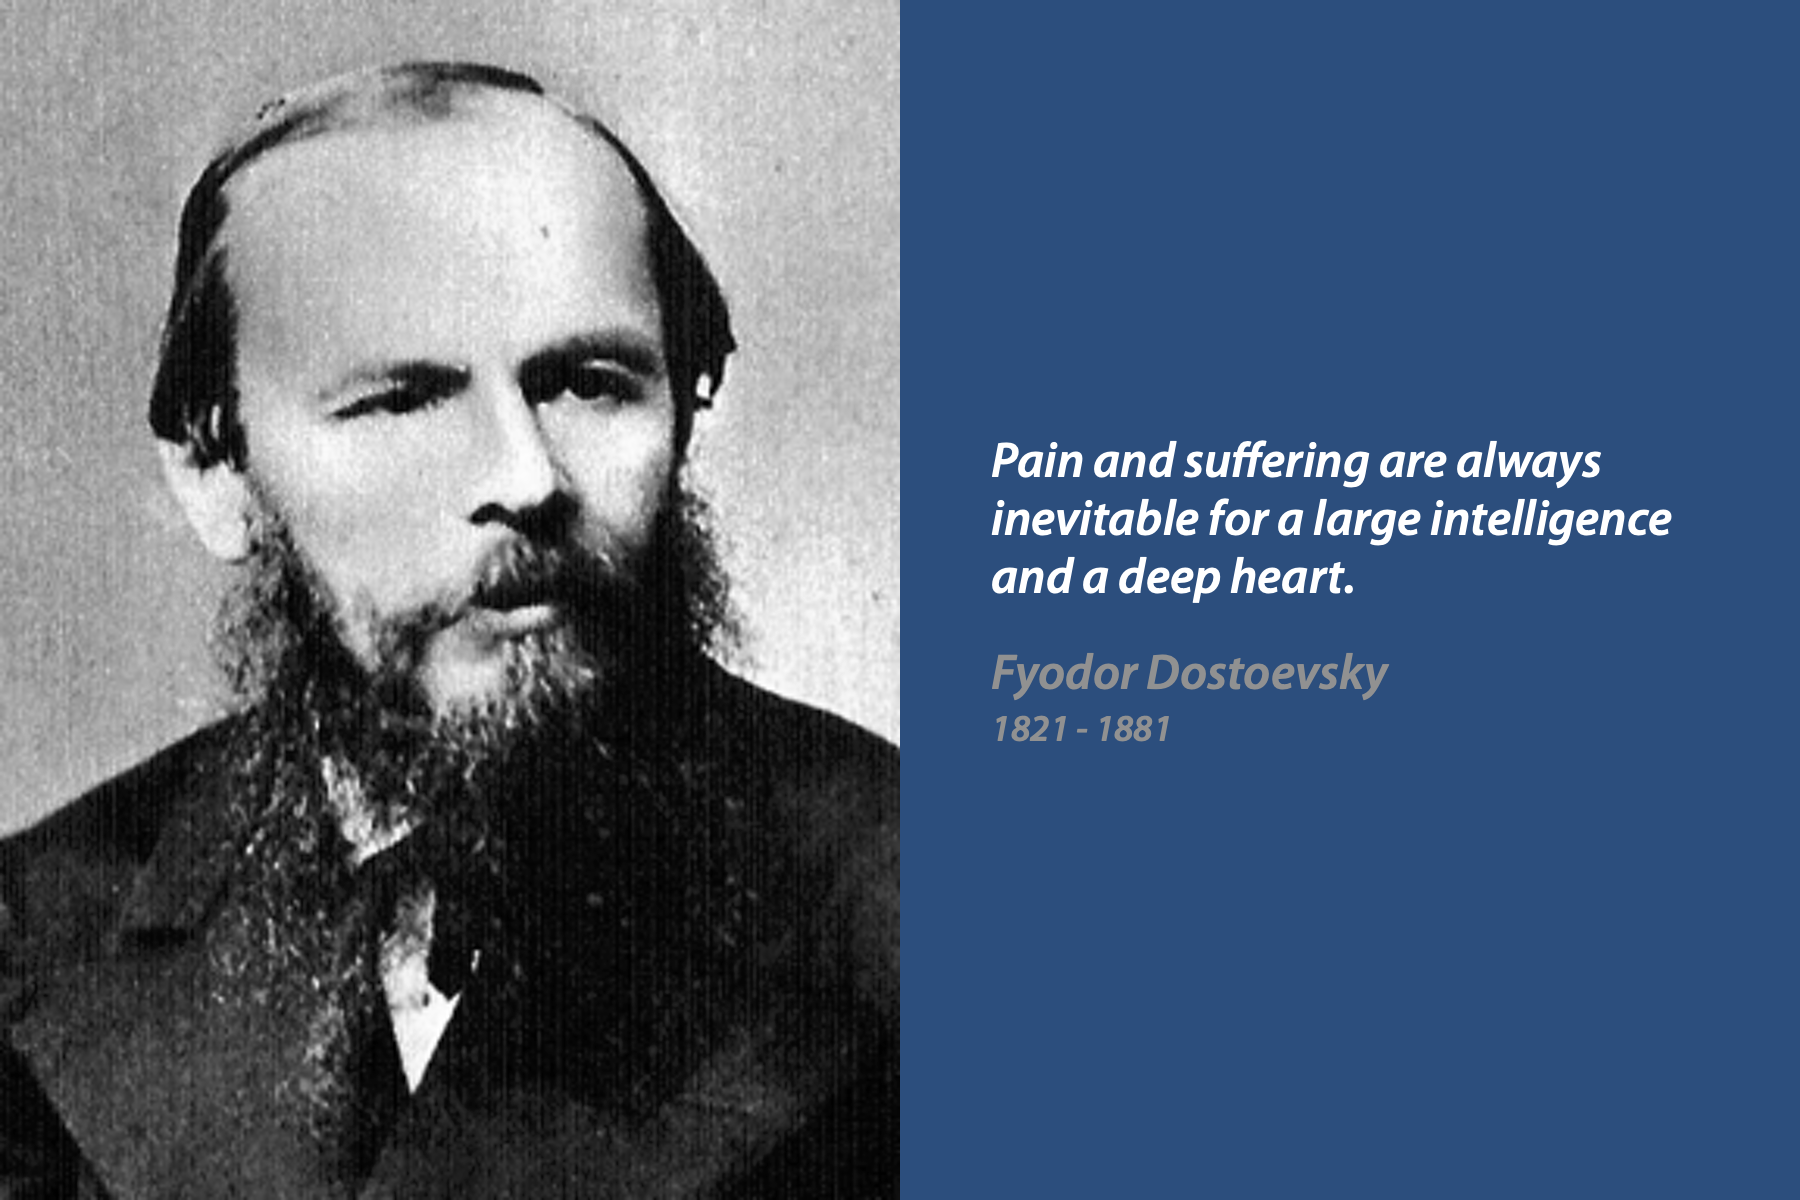 Pain and suffering are always
inevitable for a large intelligence
and a deep heart.
Fyodor Dostoevsky
1821 - 1881